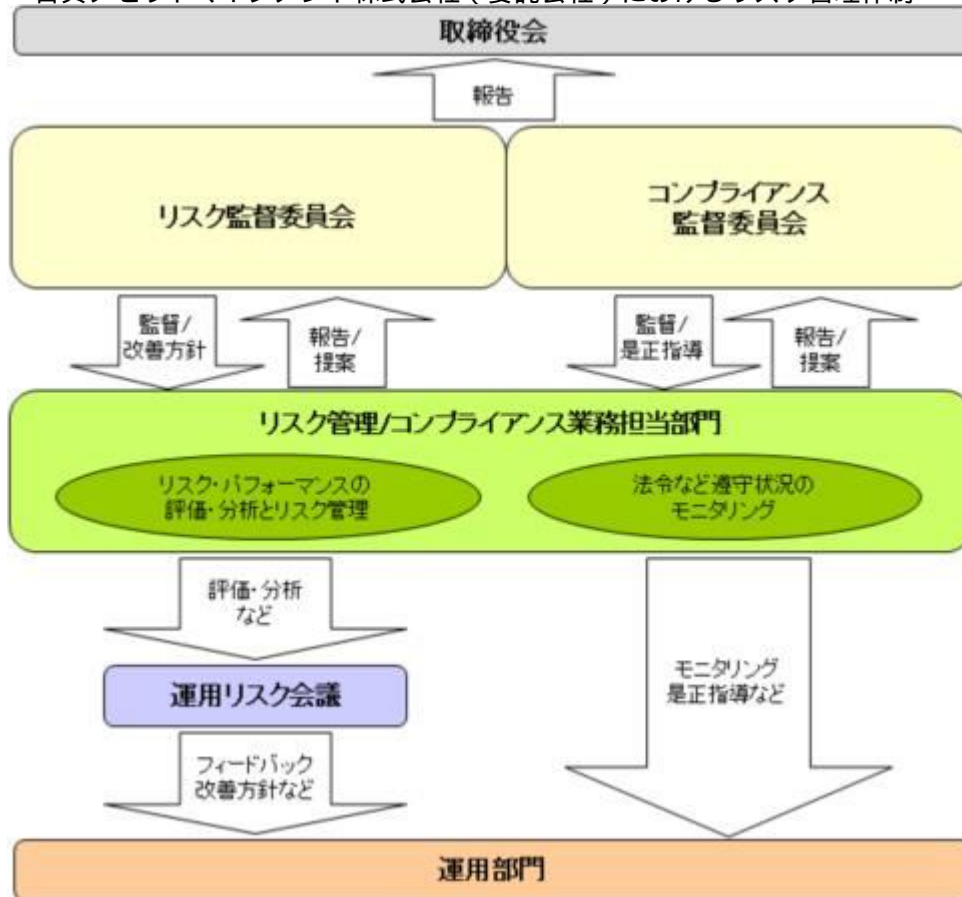 取締役会
報告
リスク監督委員会
コンプライアンス
監督委員会
監督/
改善方針
報告/
提案
監督/
是正指導
報告/
提案
リスク管理/コンプライアンス業務担当部門
リスク・パフォーマンスの
評価・分析とリスク管理
法令など遵守状況の
モニタリング
評価・分析
など
運用リスク会議
モニタリング
是正指導など
フィードバック
改善方針など
運用部門